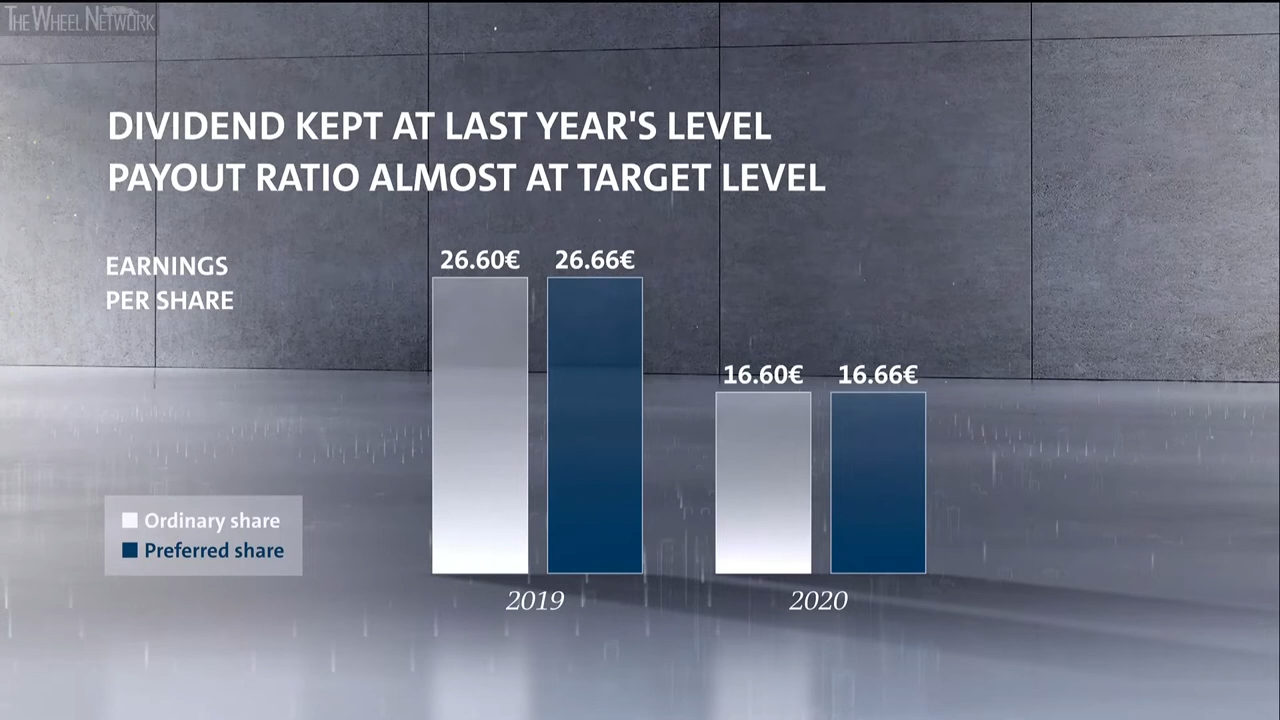 THE WHEEL NETWORK
DIVIDEND KEPT AT LAST YEAR'S LEVEL
PAYOUT RATIO ALMOST AT TARGET LEVEL
EARNINGS
PER SHARE
26.60€ 26.66€
16.60€ 16.66€
Ordinary share
Preferred share
2019 2020